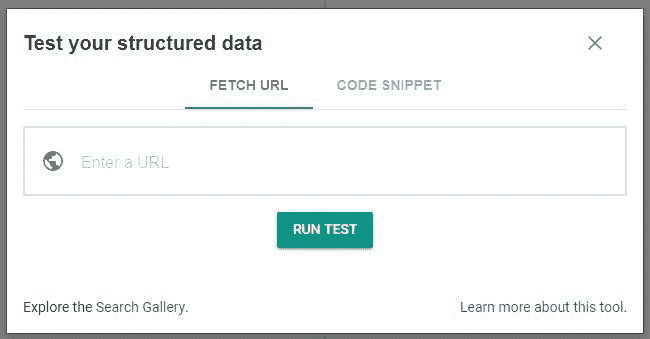 Test your structured data
FETCH URL CODE SNIPPET
Enter a URL
RUN TEST
Explore the Search Gallery. Learn more about this tool.